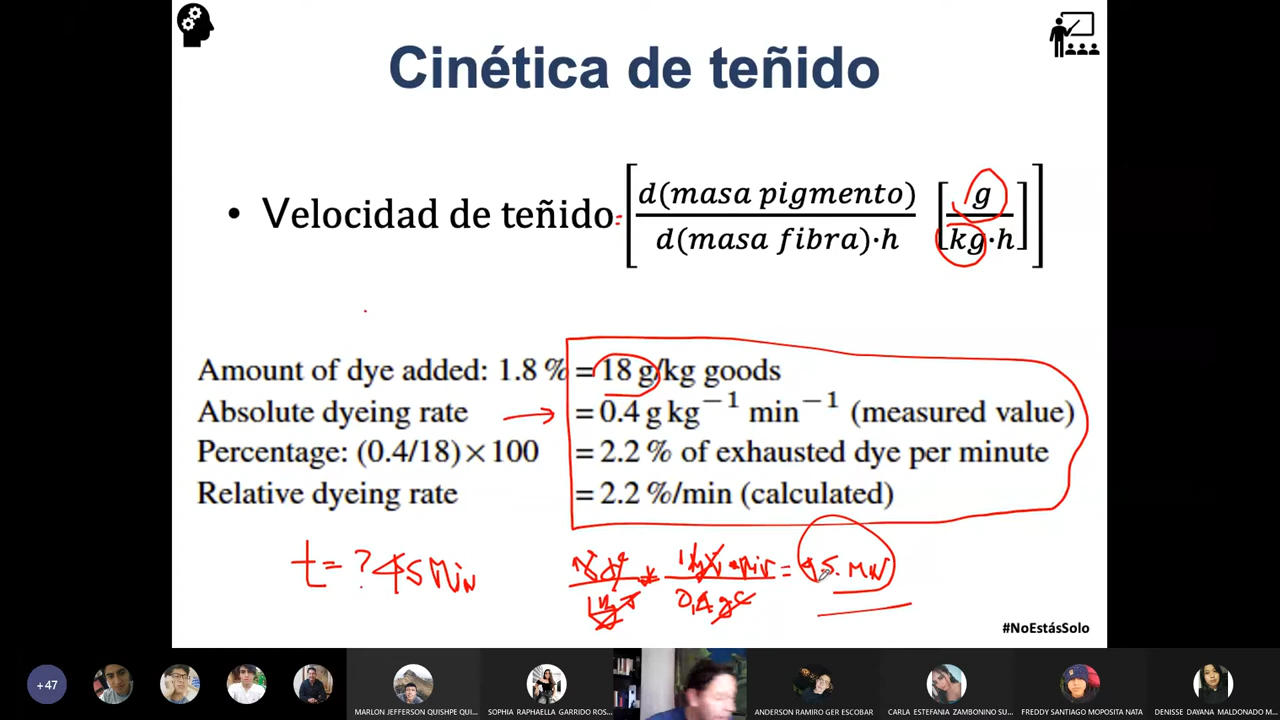 Cinética de teñido
• Velocidad de teñido: [d(masa pigmento) / d(masa fibra)·h [g / kg·h]]
Amount of dye added: 1.8 % = 18 g/kg goods
Absolute dyeing rate = 0.4 g kg⁻¹ min⁻¹ (measured value)
Percentage: (0.4/18)×100 = 2.2 % of exhausted dye per minute
Relative dyeing rate = 2.2 %/min (calculated)
t = ? 45 Min
= 45. MIN
#NoEstásSolo
+47
MARLON JEFFERSON QUISHPE QUI...
SOPHIA RAPHAELLA GARRIDO ROS...
ANDERSON RAMIRO GER ESCOBAR
CARLA ESTEFANIA ZAMBONINO SU...
FREDDY SANTIAGO MOPOSITA NATA
DENISSE DAYANA MALDONADO M...